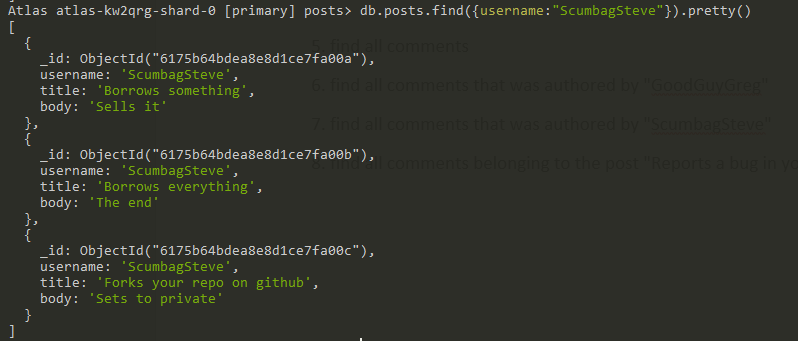 Atlas atlas-kw2qrg-shard-0 [primary] posts> db.posts.find({username:"ScumbagSteve"}).pretty()
[
  {
    _id: ObjectId("6175b64bdea8e8d1ce7fa00a"),
    username: 'ScumbagSteve',
    title: 'Borrows something',
    body: 'Sells it'
  },
  {
    _id: ObjectId("6175b64bdea8e8d1ce7fa00b"),
    username: 'ScumbagSteve',
    title: 'Borrows everything',
    body: 'The end'
  },
  {
    _id: ObjectId("6175b64bdea8e8d1ce7fa00c"),
    username: 'ScumbagSteve',
    title: 'Forks your repo on github',
    body: 'Sets to private'
  }
]
5. find all comments
6. find all comments that was authored by "GoodGuyGreg"
7. find all comments that was authored by "ScumbagSteve"
all comments belonging to the post "Reports a bug in